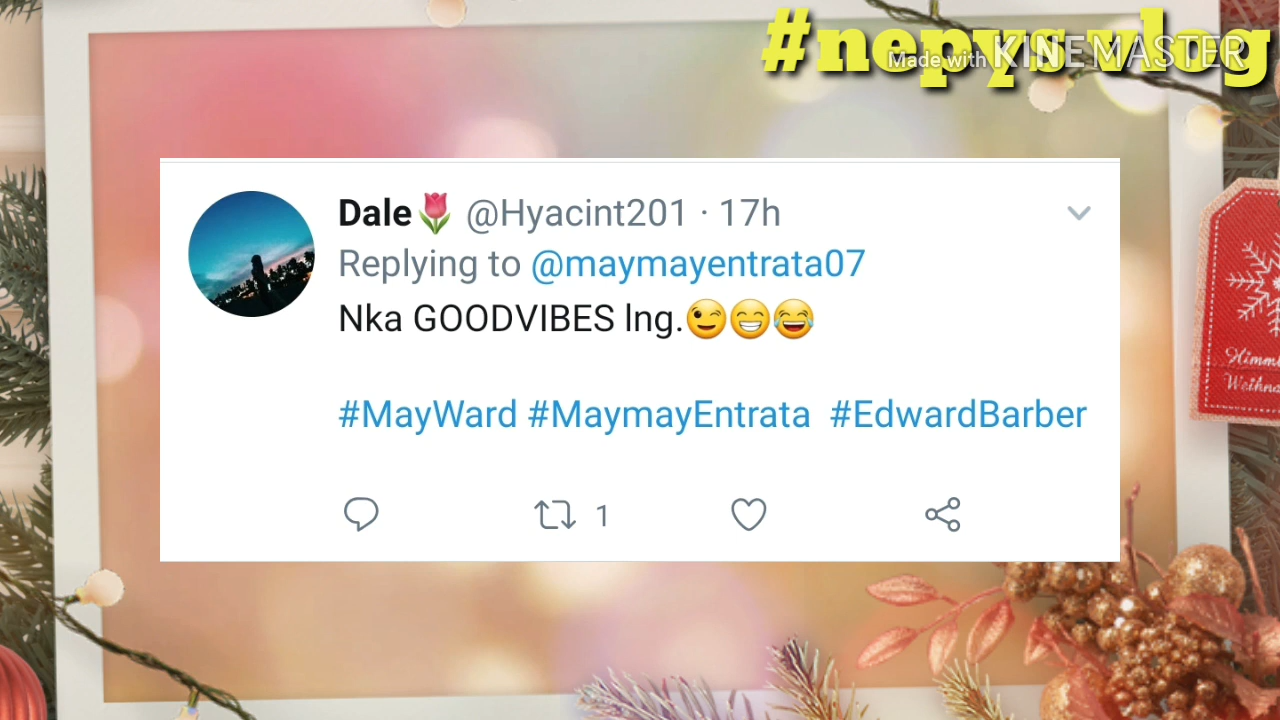 #nepysvlog
Made with KINEMASTER
Dale🌷 @Hyacint201 · 17h
Replying to @maymayentrata07
Nka GOODVIBES lng.😉😁😂
#MayWard #MaymayEntrata #EdwardBarber
1